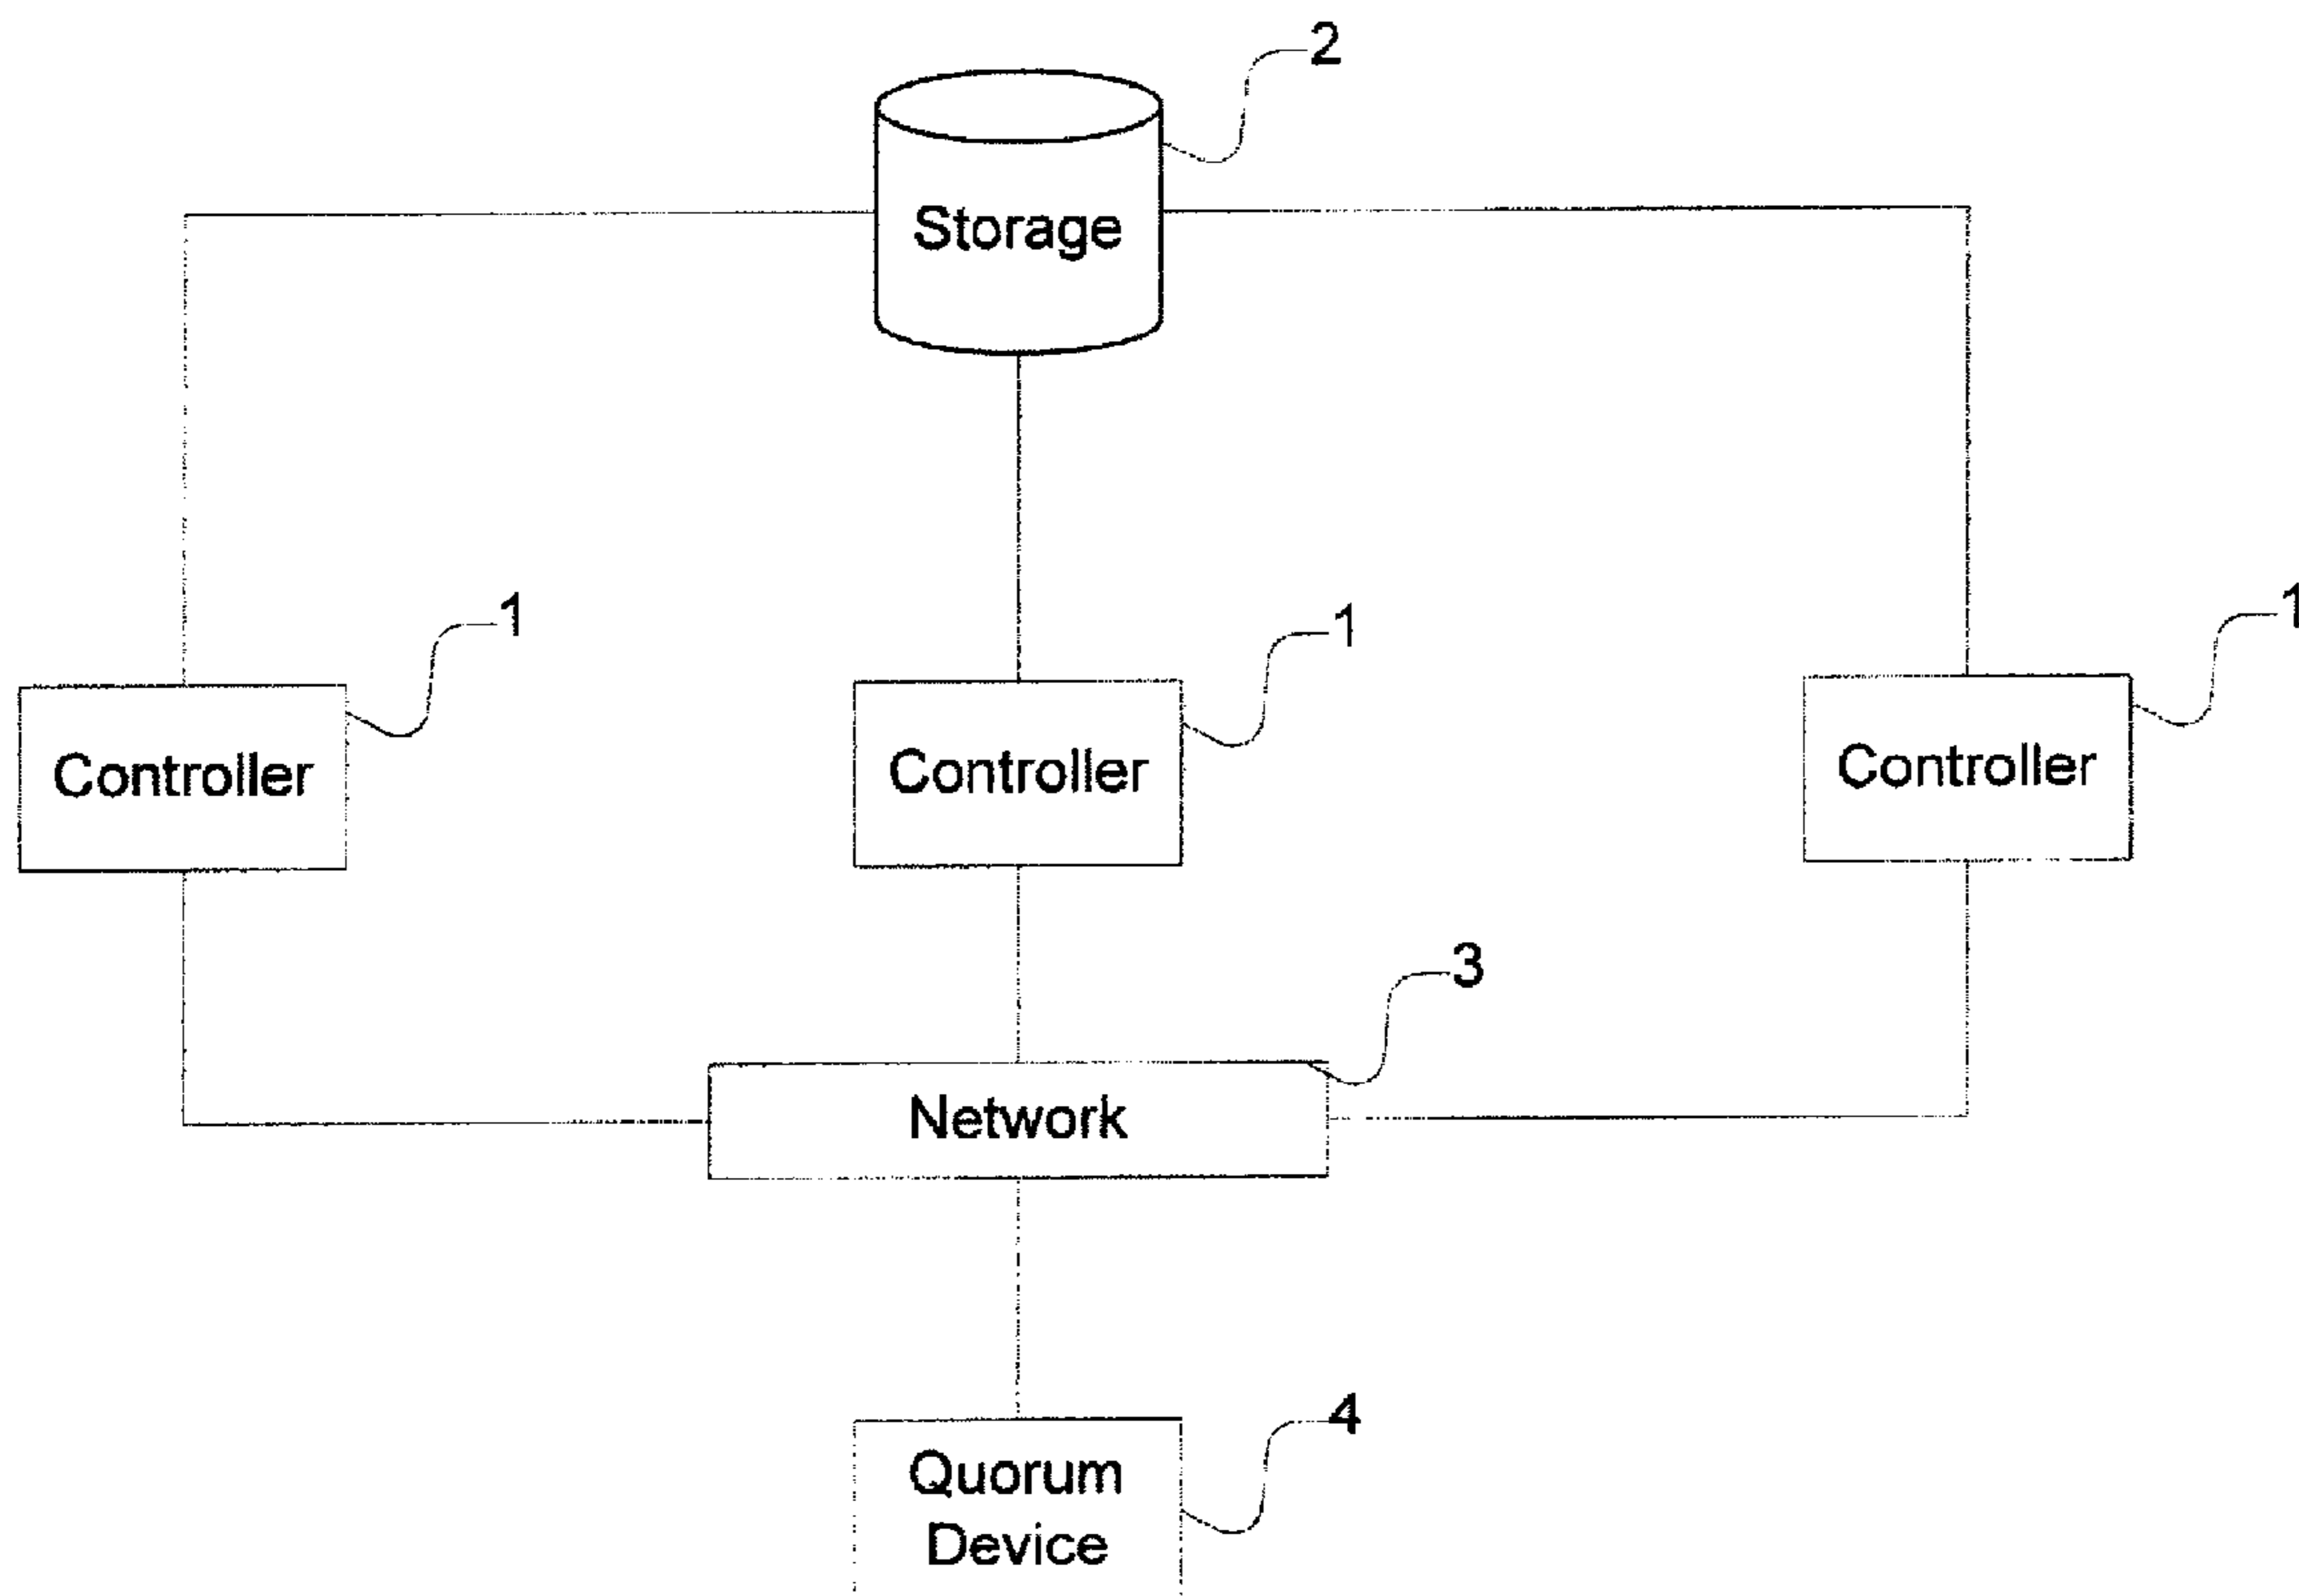 2
Storage
1
1
1
Controller
Controller
Controller
3
Network
4
Quorum
Device